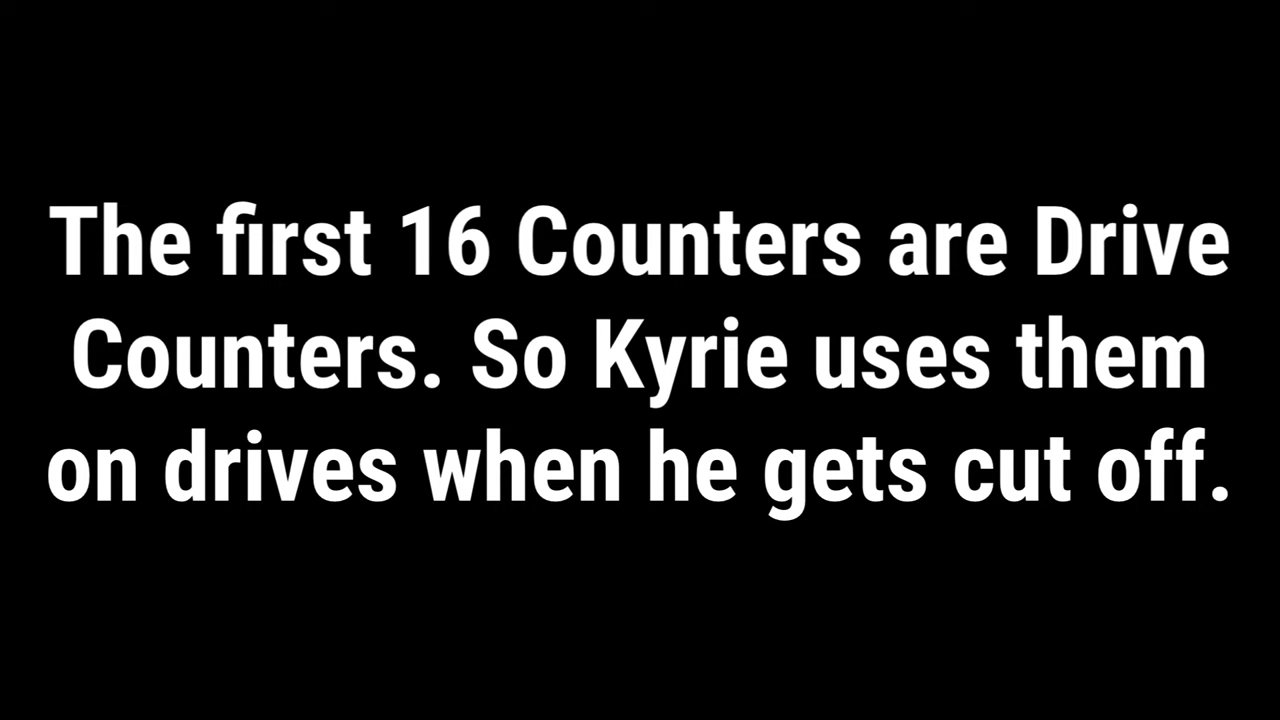 The first 16 Counters are Drive
Counters. So Kyrie uses them
on drives when he gets cut off.